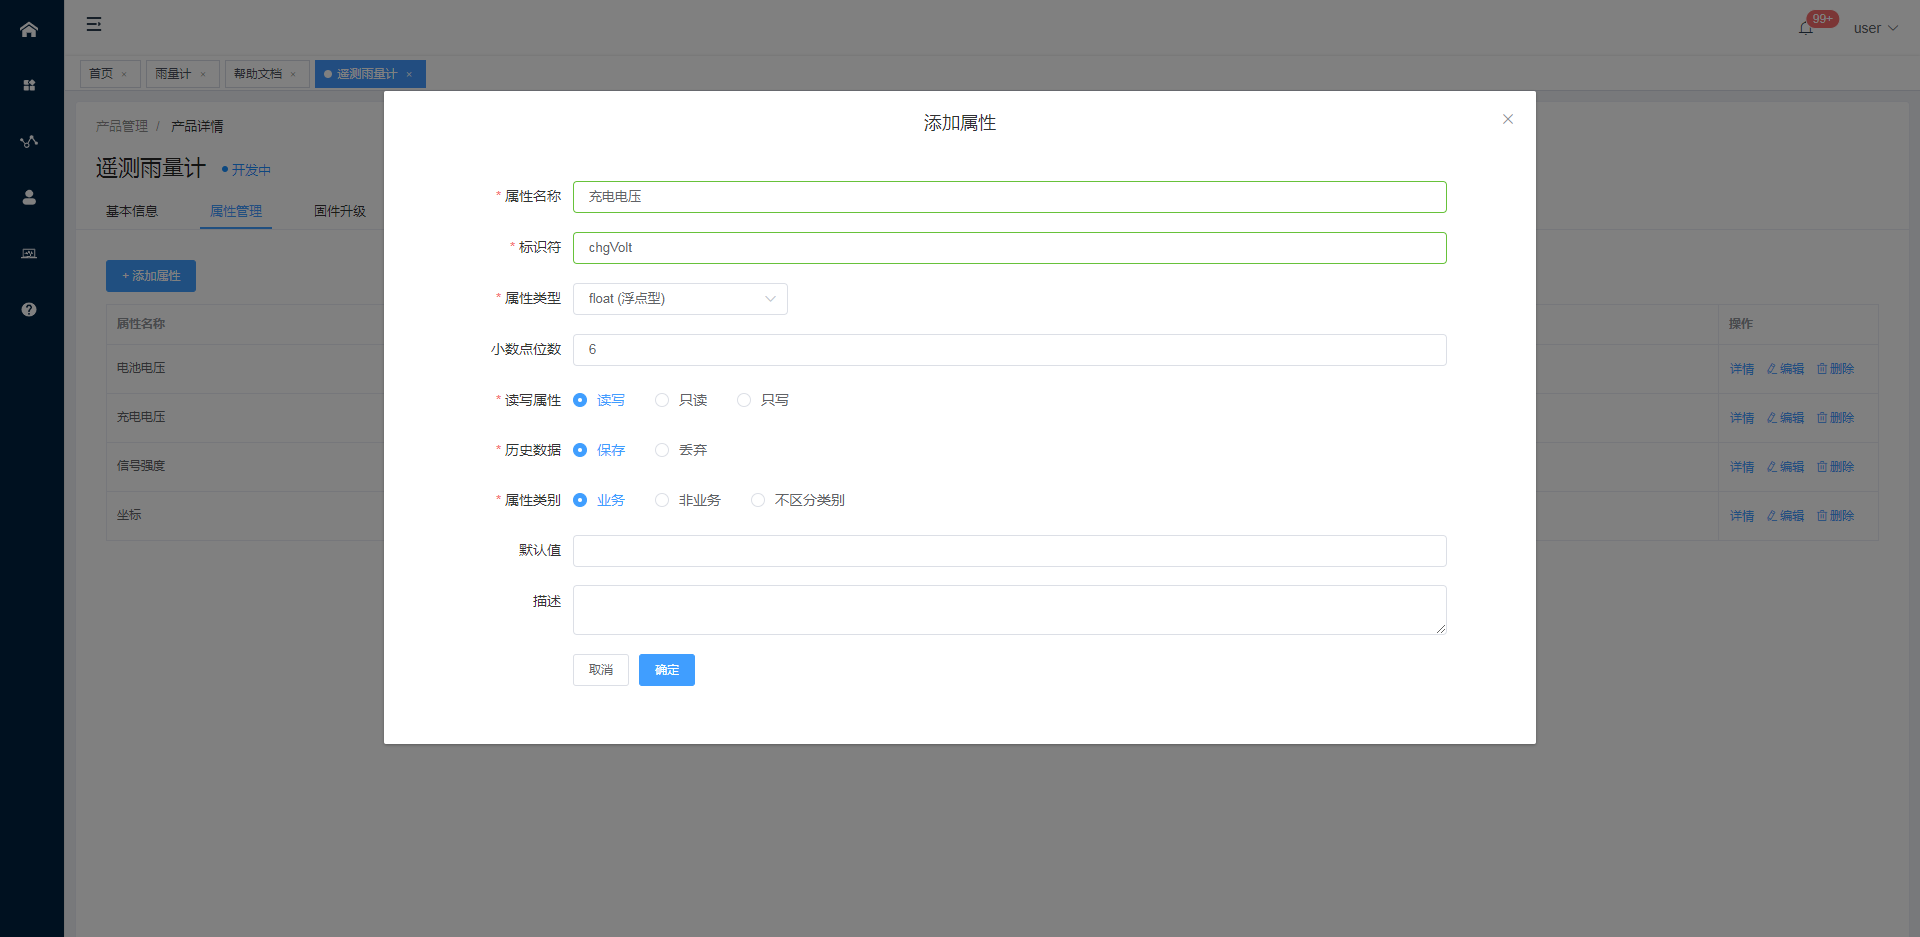 99+
user
首页 ×
雨量计 ×
帮助文档 ×
遥测雨量计 ×
产品管理 / 产品详情
遥测雨量计
开发中
基本信息
属性管理
固件升级
+ 添加属性
属性名称
操作
电池电压
详情 编辑 删除
充电电压
详情 编辑 删除
信号强度
详情 编辑 删除
坐标
详情 编辑 删除
添加属性
* 属性名称 充电电压
* 标识符 chgVolt
* 属性类型 float (浮点型)
小数点位数 6
* 读写属性 读写 只读 只写
* 历史数据 保存 丢弃
* 属性类别 业务 非业务 不区分类别
默认值
描述
取消 确定